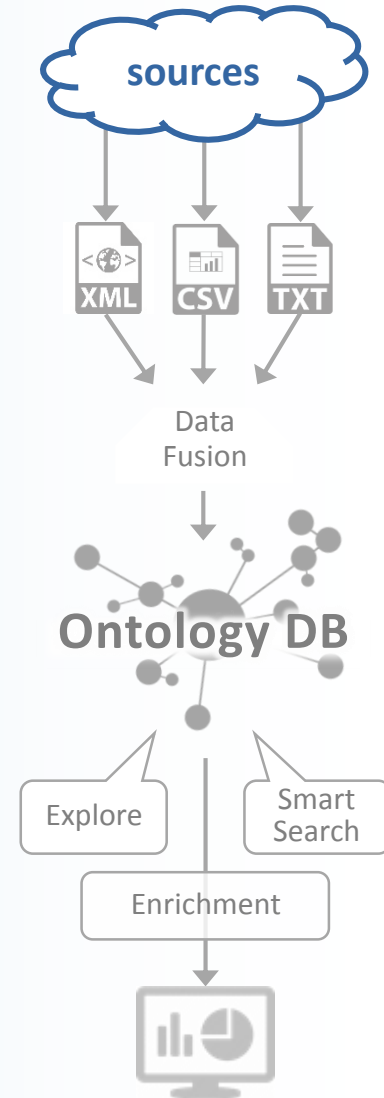 sources
XML
CSV
TXT
Data
Fusion
Ontology DB
Explore
Smart
Search
Enrichment